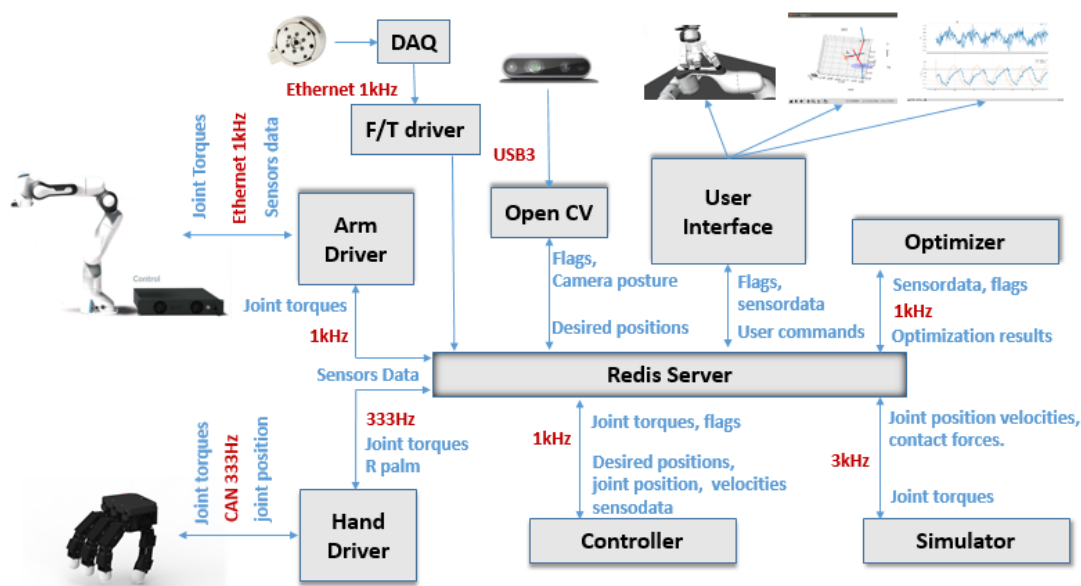 DAQ
Ethernet 1kHz
F/T driver
USB3
Joint Torques
Ethernet 1kHz
Sensors data
Control
Arm
Driver
Open CV
User
Interface
Optimizer
Flags,
Camera posture
Desired positions
Flags,
sensordata
User commands
Sensordata, flags
1kHz
Optimization results
Joint torques
1kHz
Sensors Data
Redis Server
333Hz
Joint torques
R palm
Joint torques
CAN 333Hz
joint position
Hand
Driver
1kHz
Joint torques, flags
Desired positions,
joint position, velocities
sensodata
Controller
Joint position velocities,
contact forces.
3kHz
Joint torques
Simulator